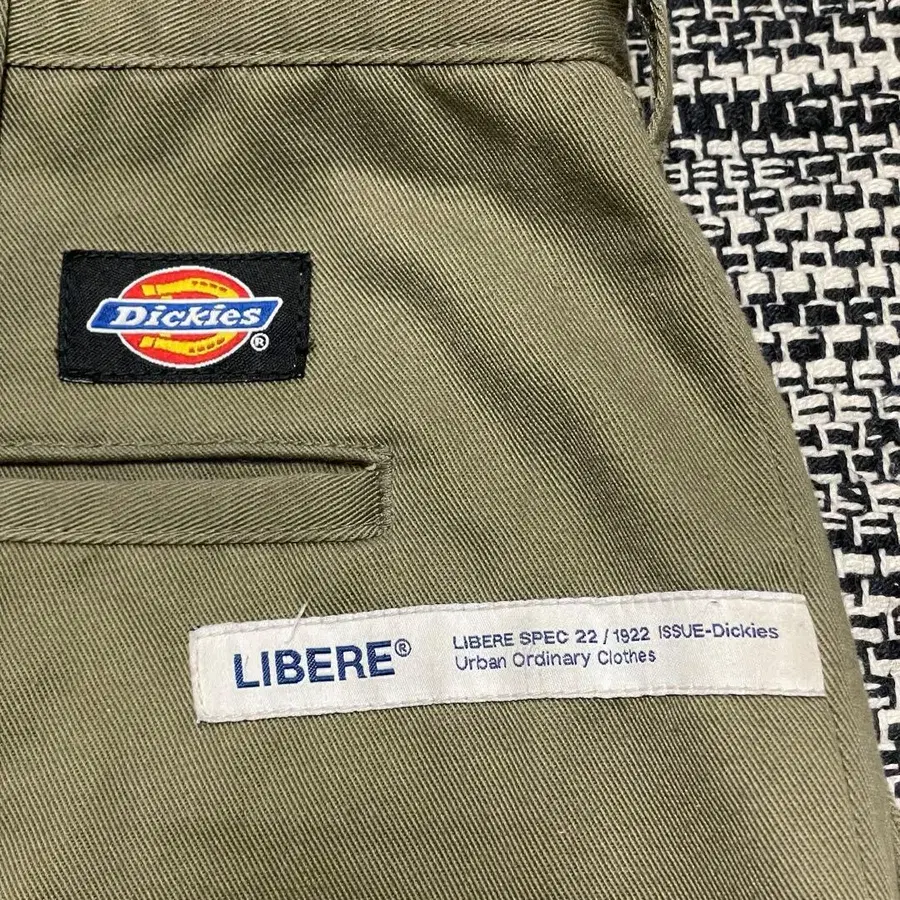 Dickies®
LIBERE®
LIBERE SPEC 22 / 1922 ISSUE-Dickies
Urban Ordinary Clothes